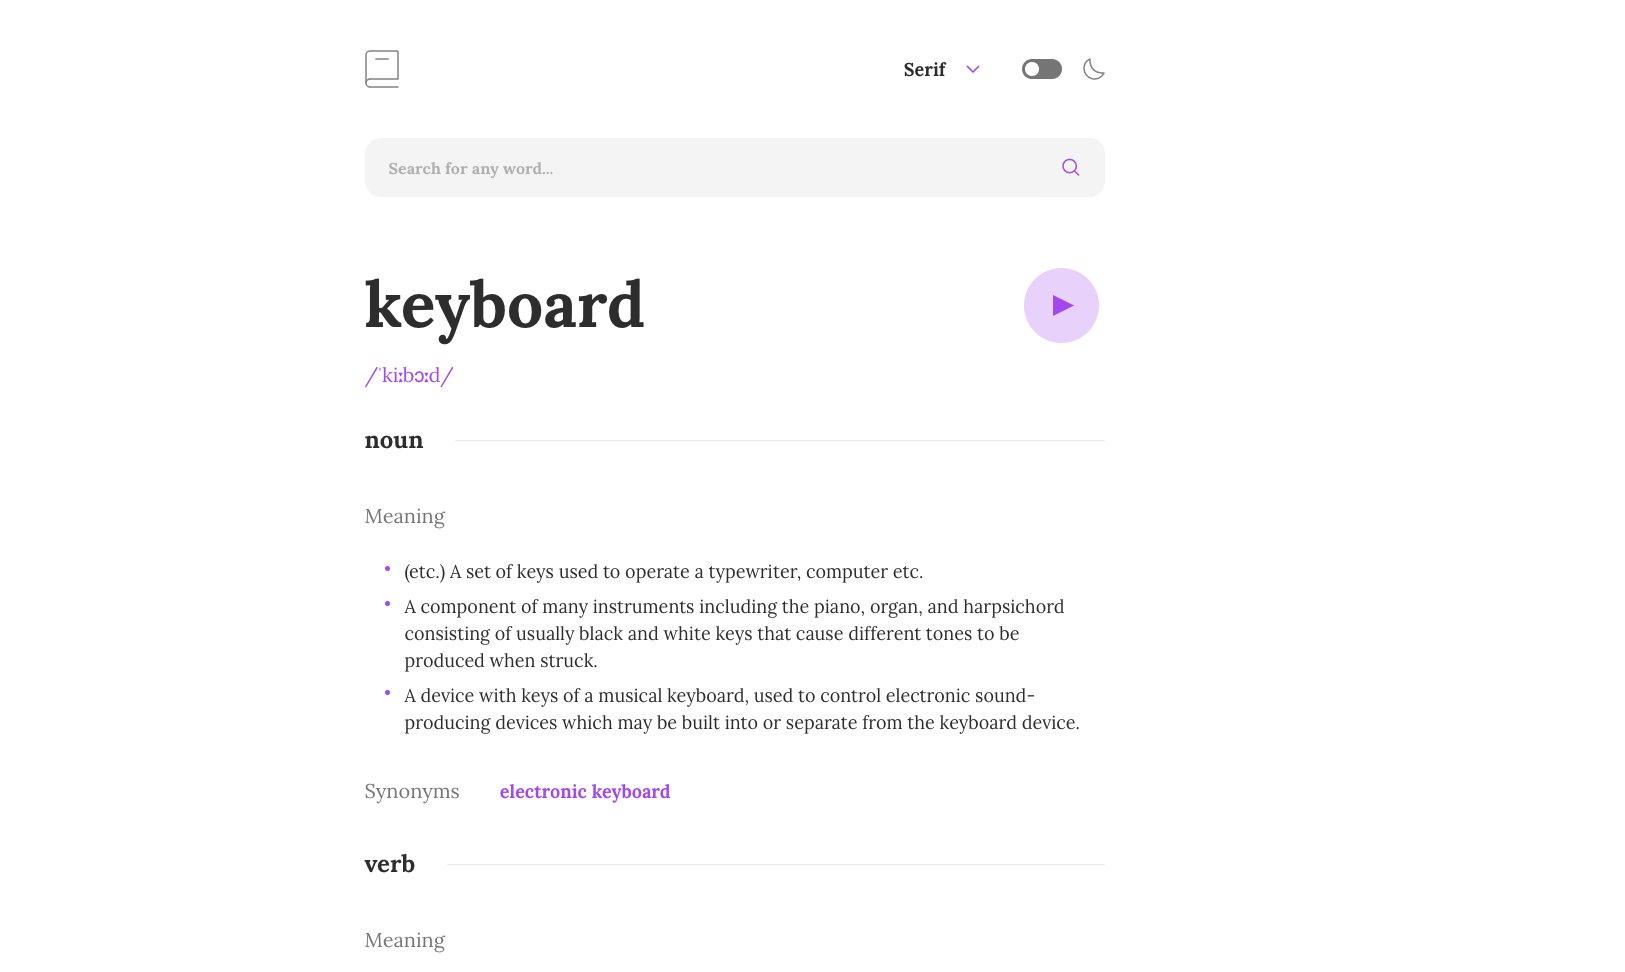 Serif
Search for any word...
keyboard
/ˈkiːbɔːd/
noun
Meaning
(etc.) A set of keys used to operate a typewriter, computer etc.
A component of many instruments including the piano, organ, and harpsichord
consisting of usually black and white keys that cause different tones to be
produced when struck.
A device with keys of a musical keyboard, used to control electronic sound-
producing devices which may be built into or separate from the keyboard device.
Synonyms electronic keyboard
verb
Meaning